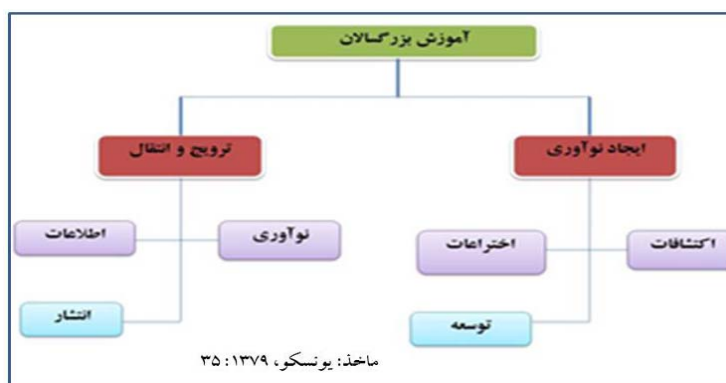 آموزش بزرگسالان
ایجاد نوآوری
ترویج و انتقال
اکتشافات
اختراعات
نوآوری
اطلاعات
توسعه
انتشار
ماخذ: یونسکو، ۱۳۷۹: ۳۵